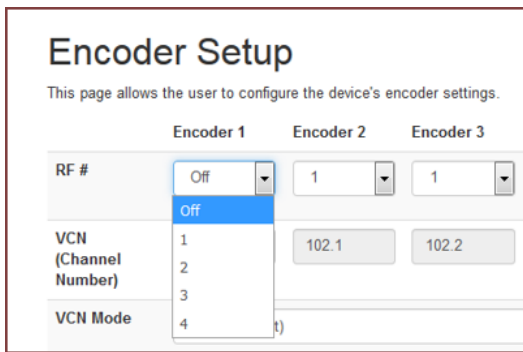 Encoder Setup
This page allows the user to configure the device's encoder settings.
Encoder 1 Encoder 2 Encoder 3
RF # Off 1 1
Off
1
2
3
4
VCN
(Channel
Number) 102.1 102.2
VCN Mode t)